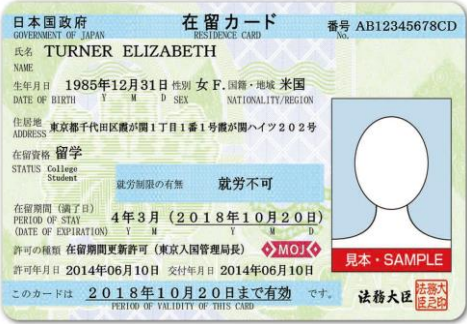 日本国政府 在留カード 番号 AB12345678CD
GOVERNMENT OF JAPAN RESIDENCE CARD No.
氏名 TURNER ELIZABETH
NAME
生年月日 1985年12月31日 性別 女 F. 国籍・地域 米国
DATE OF BIRTH Y M D SEX NATIONALITY/REGION
住居地 東京都千代田区霞が関1丁目1番1号霞が関ハイツ202号
ADDRESS
在留資格 留学
STATUS College Student
就労制限の有無 就労不可
在留期間(満了日) 4年3月(2018年10月20日)
PERIOD OF STAY
(DATE OF EXPIRATION) Y M Y M D
許可の種類 在留期間更新許可(東京入国管理局長) MOJ
見本・SAMPLE
許可年月日 2014年06月10日 交付年月日 2014年06月10日
このカードは 2018年10月20日まで有効 です。
PERIOD OF VALIDITY OF THIS CARD
法務大臣 法務大臣印